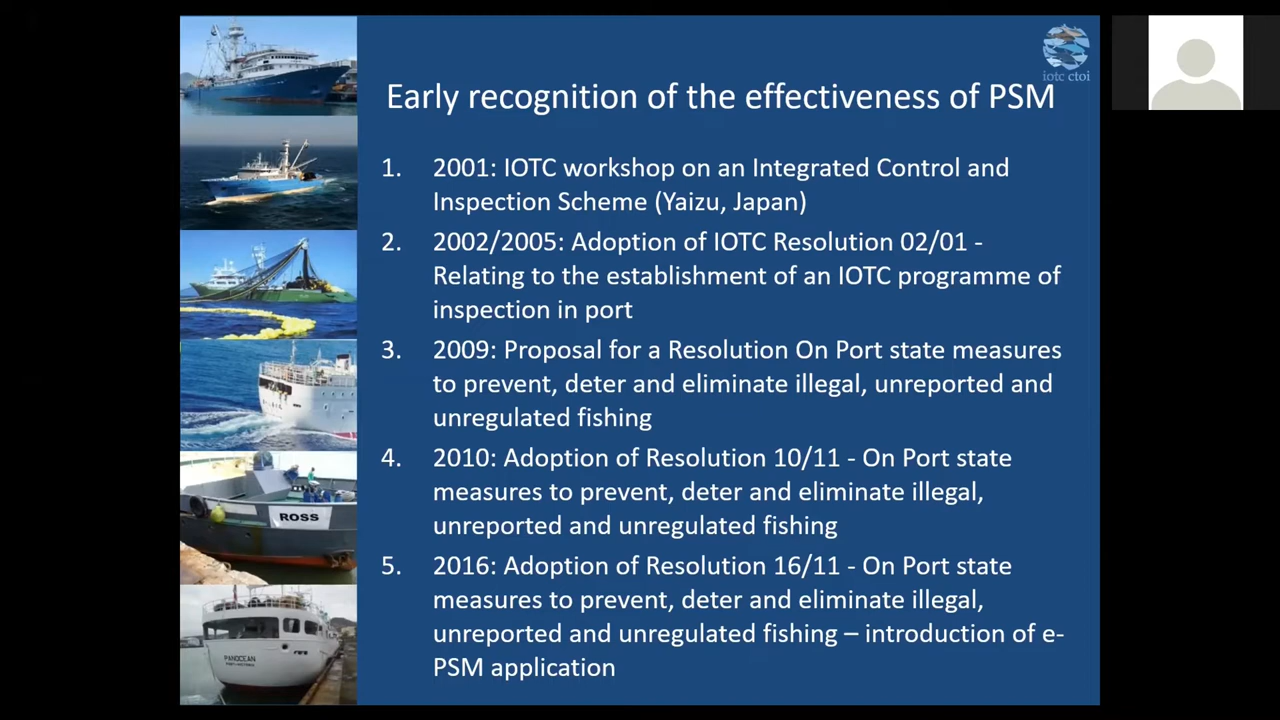 iotc ctoi
Early recognition of the effectiveness of PSM
1. 2001: IOTC workshop on an Integrated Control and
Inspection Scheme (Yaizu, Japan)
2. 2002/2005: Adoption of IOTC Resolution 02/01 -
Relating to the establishment of an IOTC programme of
inspection in port
3. 2009: Proposal for a Resolution On Port state measures
to prevent, deter and eliminate illegal, unreported and
unregulated fishing
4. 2010: Adoption of Resolution 10/11 - On Port state
measures to prevent, deter and eliminate illegal,
unreported and unregulated fishing
5. 2016: Adoption of Resolution 16/11 - On Port state
measures to prevent, deter and eliminate illegal,
unreported and unregulated fishing – introduction of e-
PSM application
ROSS
PANOCEAN